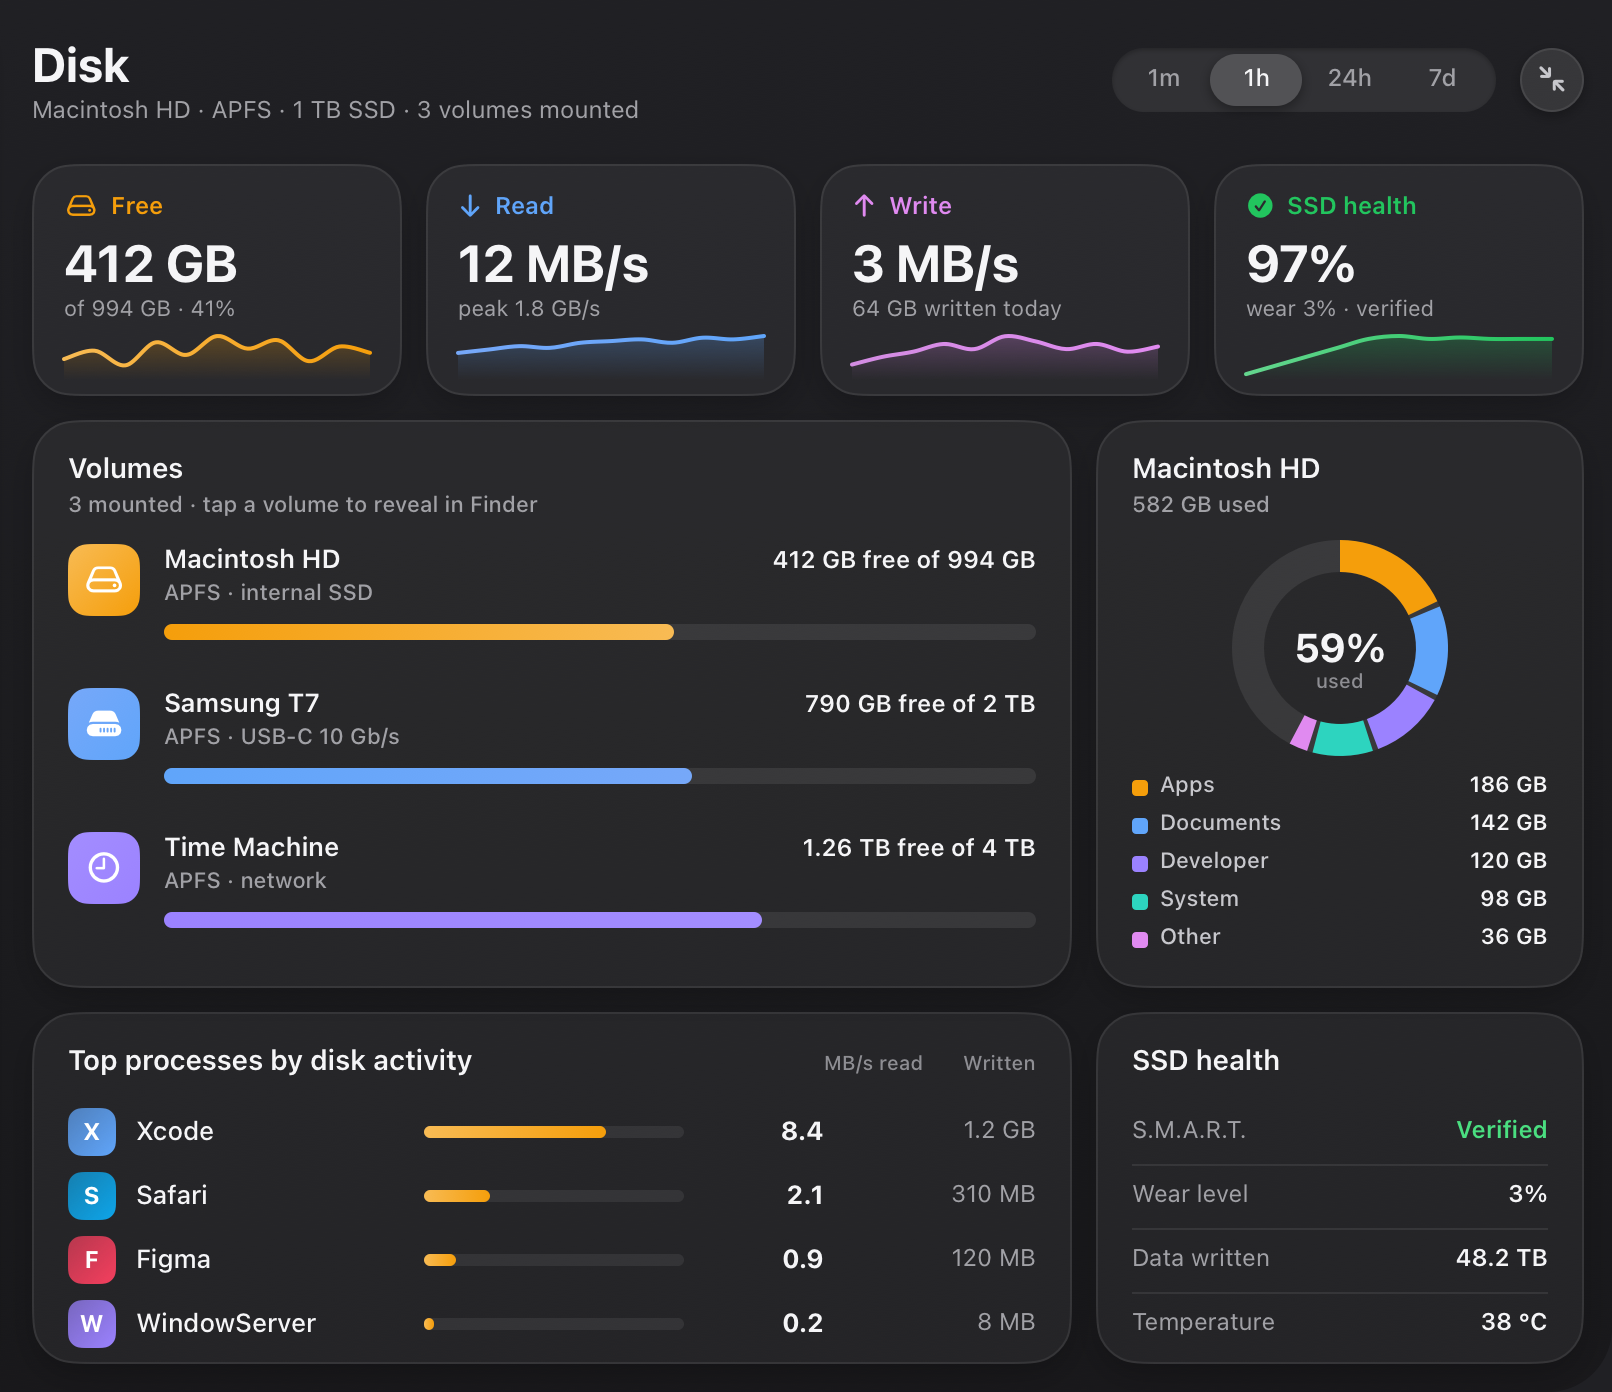 Disk
Macintosh HD · APFS · 1 TB SSD · 3 volumes mounted
1m 1h 24h 7d
Free
412 GB
of 994 GB · 41%
Read
12 MB/s
peak 1.8 GB/s
Write
3 MB/s
64 GB written today
SSD health
97%
wear 3% · verified
Volumes
3 mounted · tap a volume to reveal in Finder
Macintosh HD 412 GB free of 994 GB
APFS · internal SSD
Samsung T7 790 GB free of 2 TB
APFS · USB-C 10 Gb/s
Time Machine 1.26 TB free of 4 TB
APFS · network
Macintosh HD
582 GB used
59%
used
Apps 186 GB
Documents 142 GB
Developer 120 GB
System 98 GB
Other 36 GB
Top processes by disk activity MB/s read Written
X Xcode 8.4 1.2 GB
S Safari 2.1 310 MB
F Figma 0.9 120 MB
W WindowServer 0.2 8 MB
SSD health
S.M.A.R.T. Verified
Wear level 3%
Data written 48.2 TB
Temperature 38 °C